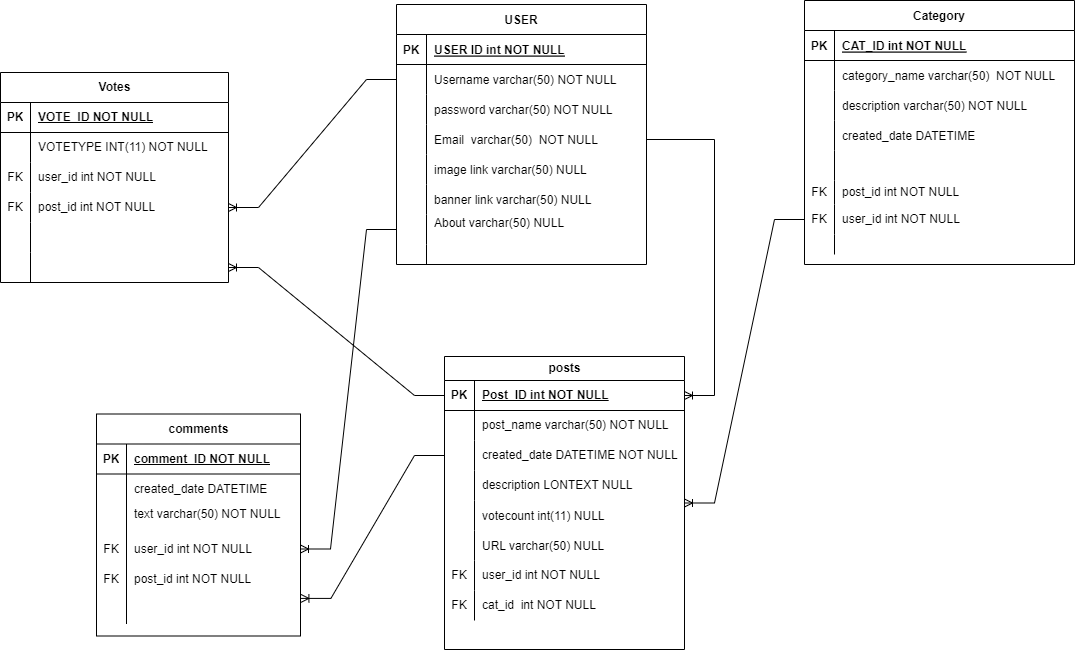 USER
PK USER ID int NOT NULL
Username varchar(50) NOT NULL
password varchar(50) NOT NULL
Email varchar(50) NOT NULL
image link varchar(50) NULL
banner link varchar(50) NULL
About varchar(50) NULL
Category
PK CAT_ID int NOT NULL
category_name varchar(50) NOT NULL
description varchar(50) NOT NULL
created_date DATETIME
FK post_id int NOT NULL
FK user_id int NOT NULL
Votes
PK VOTE_ID NOT NULL
VOTETYPE INT(11) NOT NULL
FK user_id int NOT NULL
FK post_id int NOT NULL
posts
PK Post_ID int NOT NULL
post_name varchar(50) NOT NULL
created_date DATETIME NOT NULL
description LONTEXT NULL
votecount int(11) NULL
URL varchar(50) NULL
FK user_id int NOT NULL
FK cat_id int NOT NULL
comments
PK comment_ID NOT NULL
created_date DATETIME
text varchar(50) NOT NULL
FK user_id int NOT NULL
FK post_id int NOT NULL